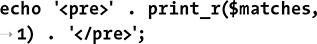 echo '<pre>' . print_r($matches,
→ 1) . '</pre>';